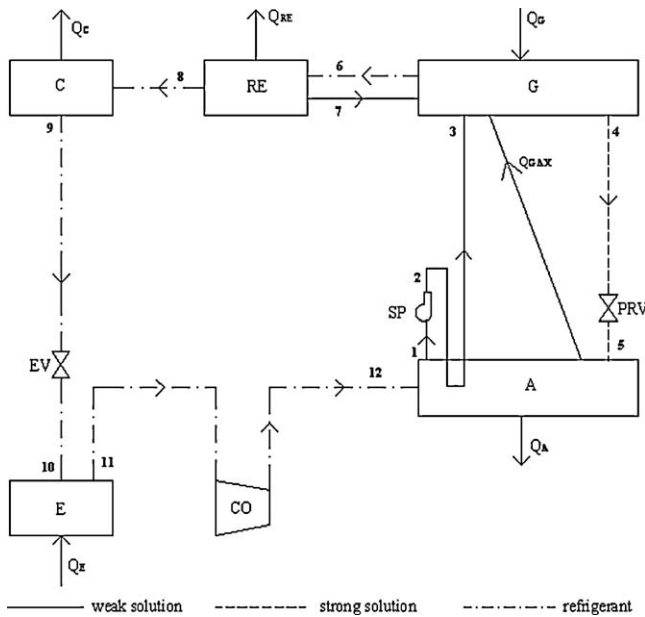 Qc QRE QG
C 8 RE 6 G
7
9 3 4
QGAX
2
SP PRV
EV 1 5
12 A
10 11 QA
E CO
QE
weak solution strong solution refrigerant